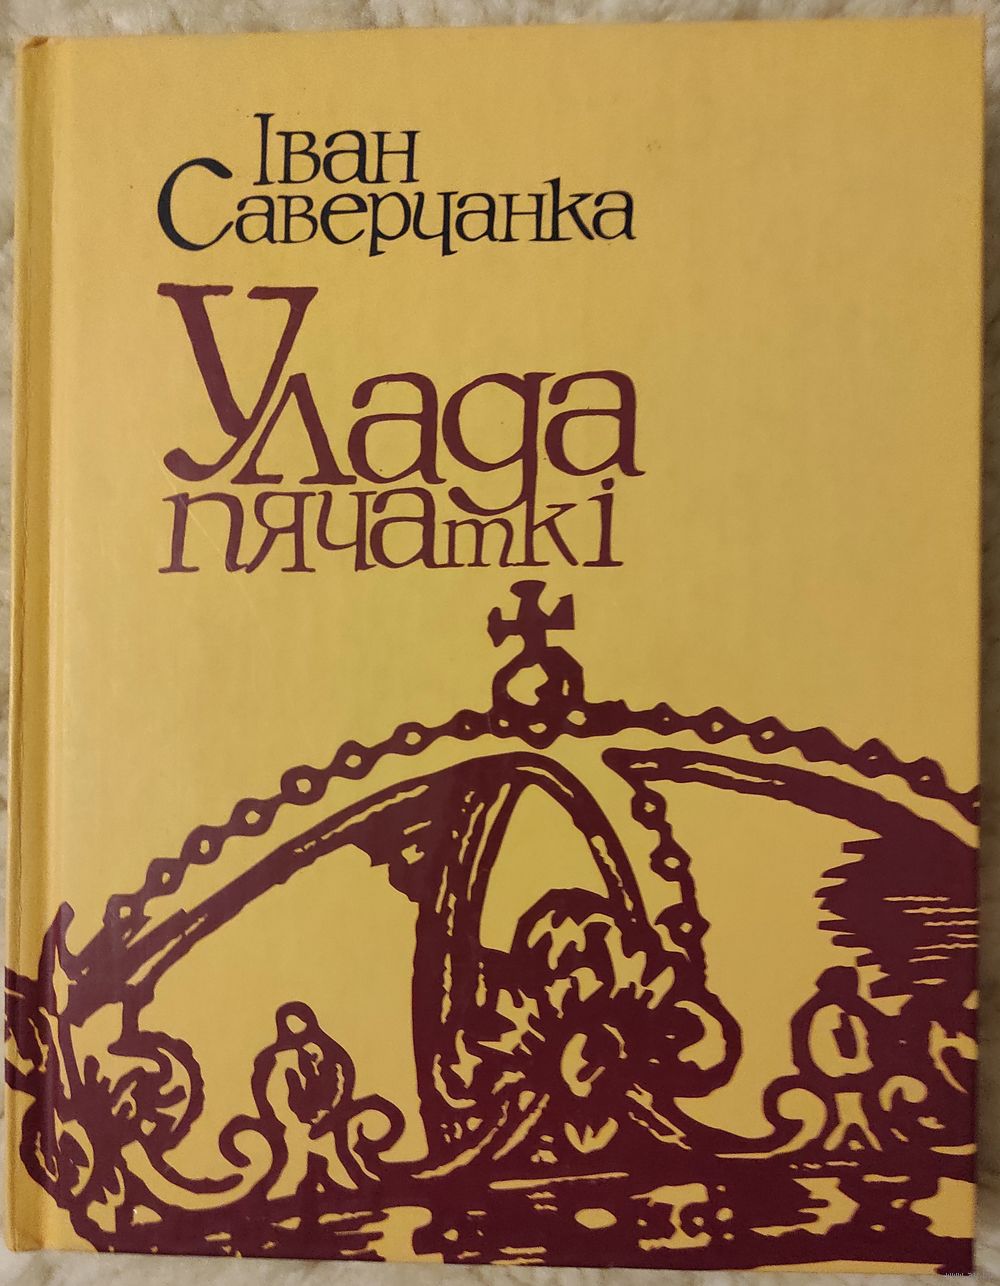 Іван
Саверчанка
Улада
пячаткі